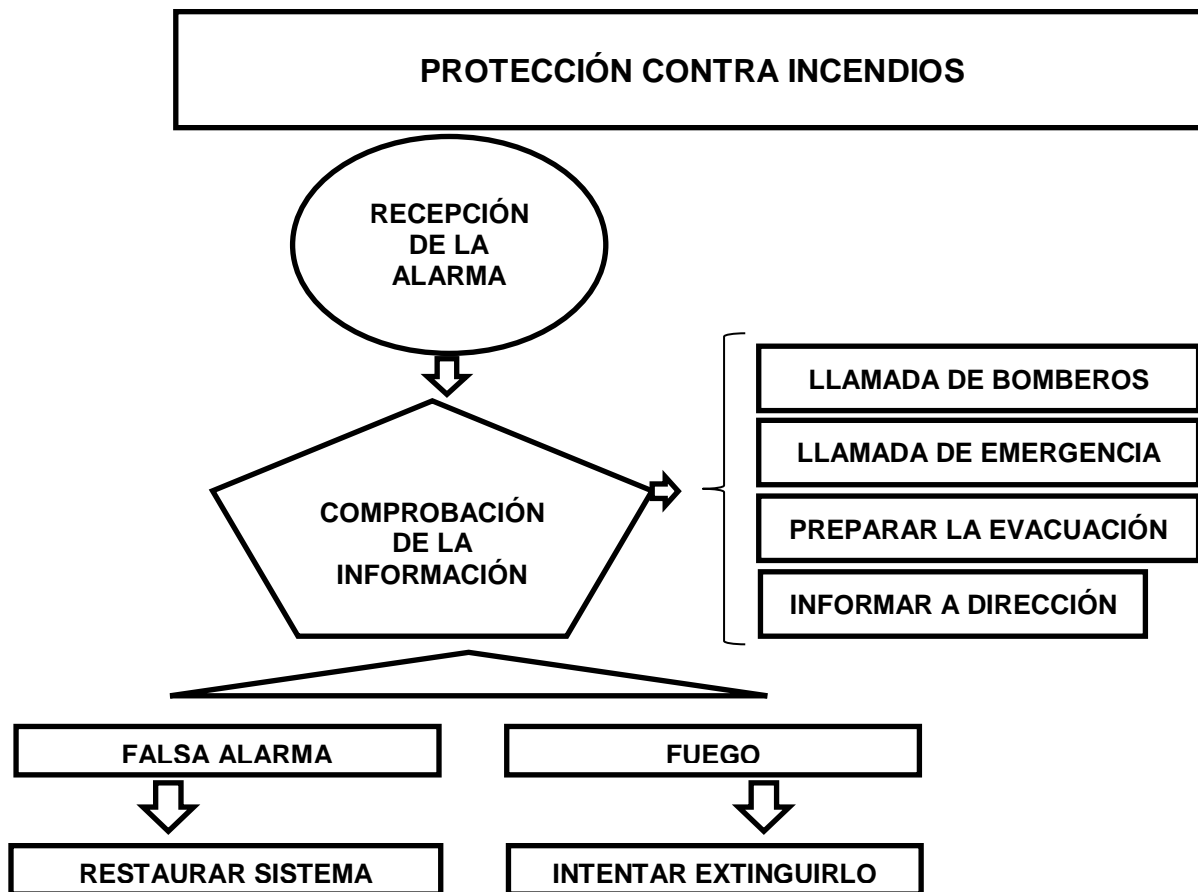 PROTECCIÓN CONTRA INCENDIOS
RECEPCIÓN
DE LA
ALARMA
COMPROBACIÓN
DE LA
INFORMACIÓN
LLAMADA DE BOMBEROS
LLAMADA DE EMERGENCIA
PREPARAR LA EVACUACIÓN
INFORMAR A DIRECCIÓN
FALSA ALARMA
FUEGO
RESTAURAR SISTEMA
INTENTAR EXTINGUIRLO